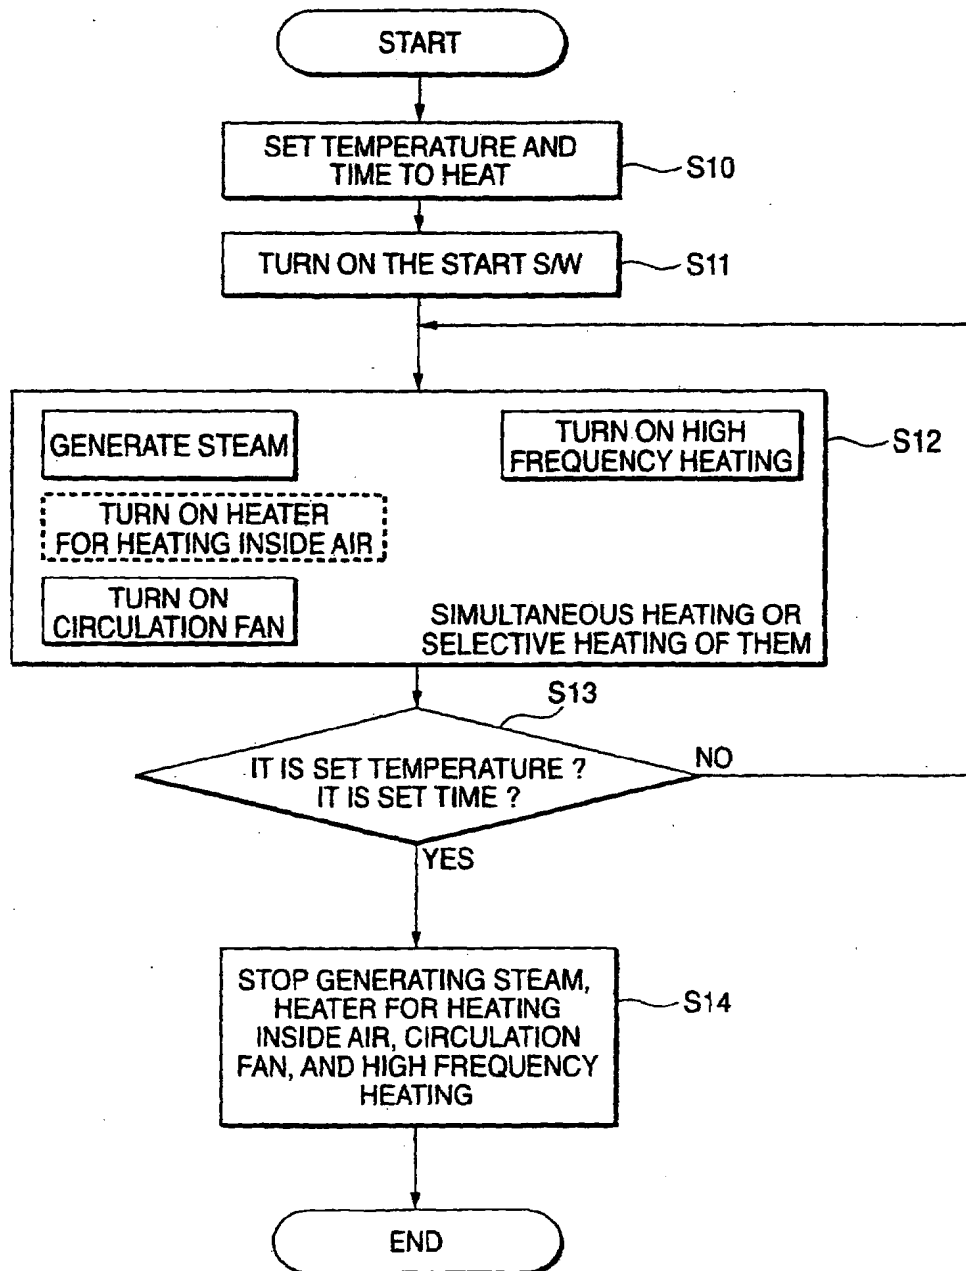 START
SET TEMPERATURE AND
TIME TO HEAT
S10
TURN ON THE START S/W
S11
GENERATE STEAM
TURN ON HIGH
FREQUENCY HEATING
S12
TURN ON HEATER
FOR HEATING INSIDE AIR
TURN ON
CIRCULATION FAN
SIMULTANEOUS HEATING OR
SELECTIVE HEATING OF THEM
S13
IT IS SET TEMPERATURE ?
IT IS SET TIME ?
NO
YES
STOP GENERATING STEAM,
HEATER FOR HEATING
INSIDE AIR, CIRCULATION
FAN, AND HIGH FREQUENCY
HEATING
S14
END